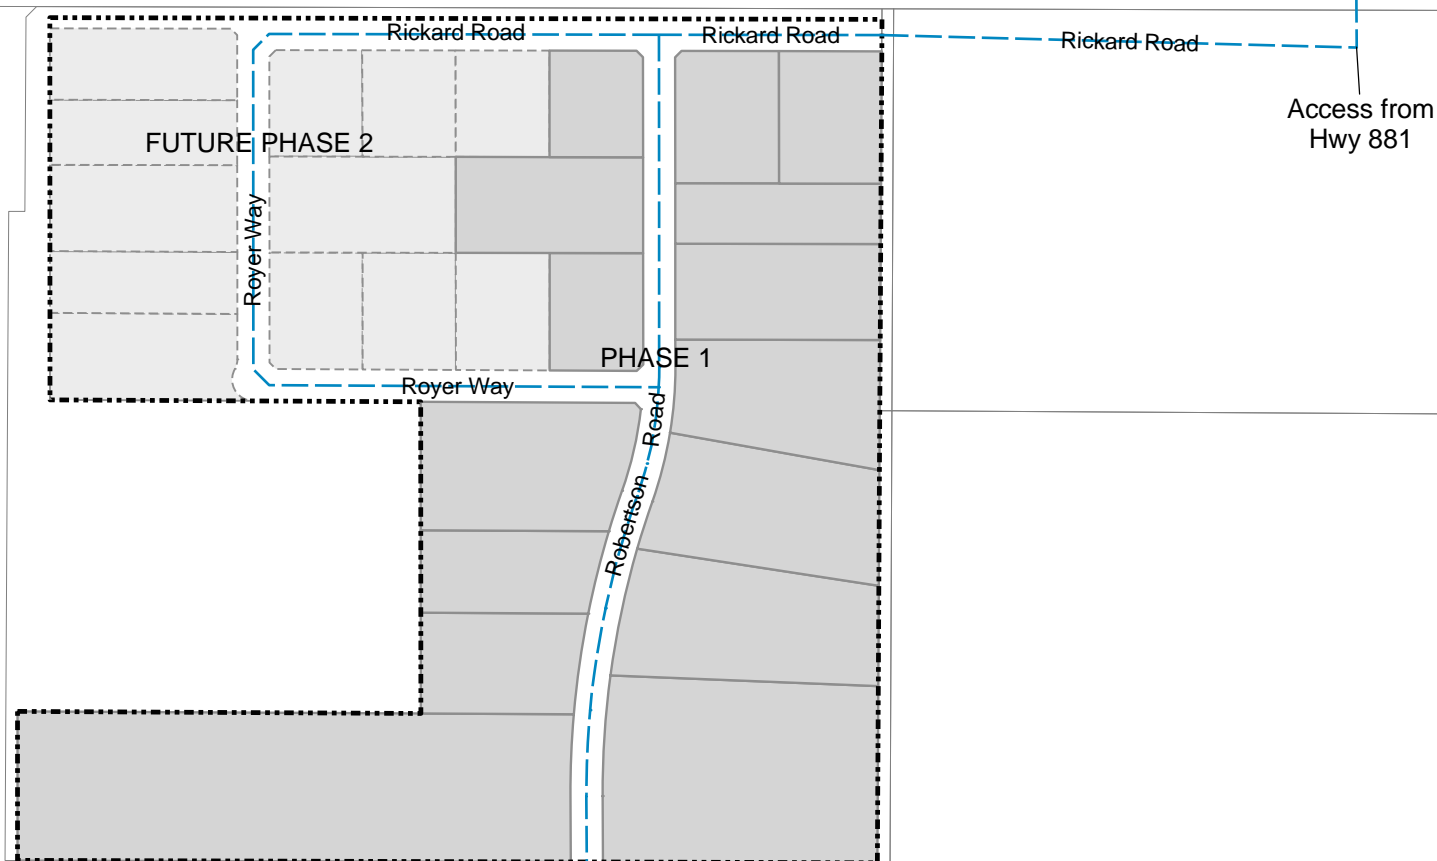 Rickard Road
Rickard Road
Rickard Road
Access from
Hwy 881
FUTURE PHASE 2
Royer Way
PHASE 1
Royer Way
Robertson Road